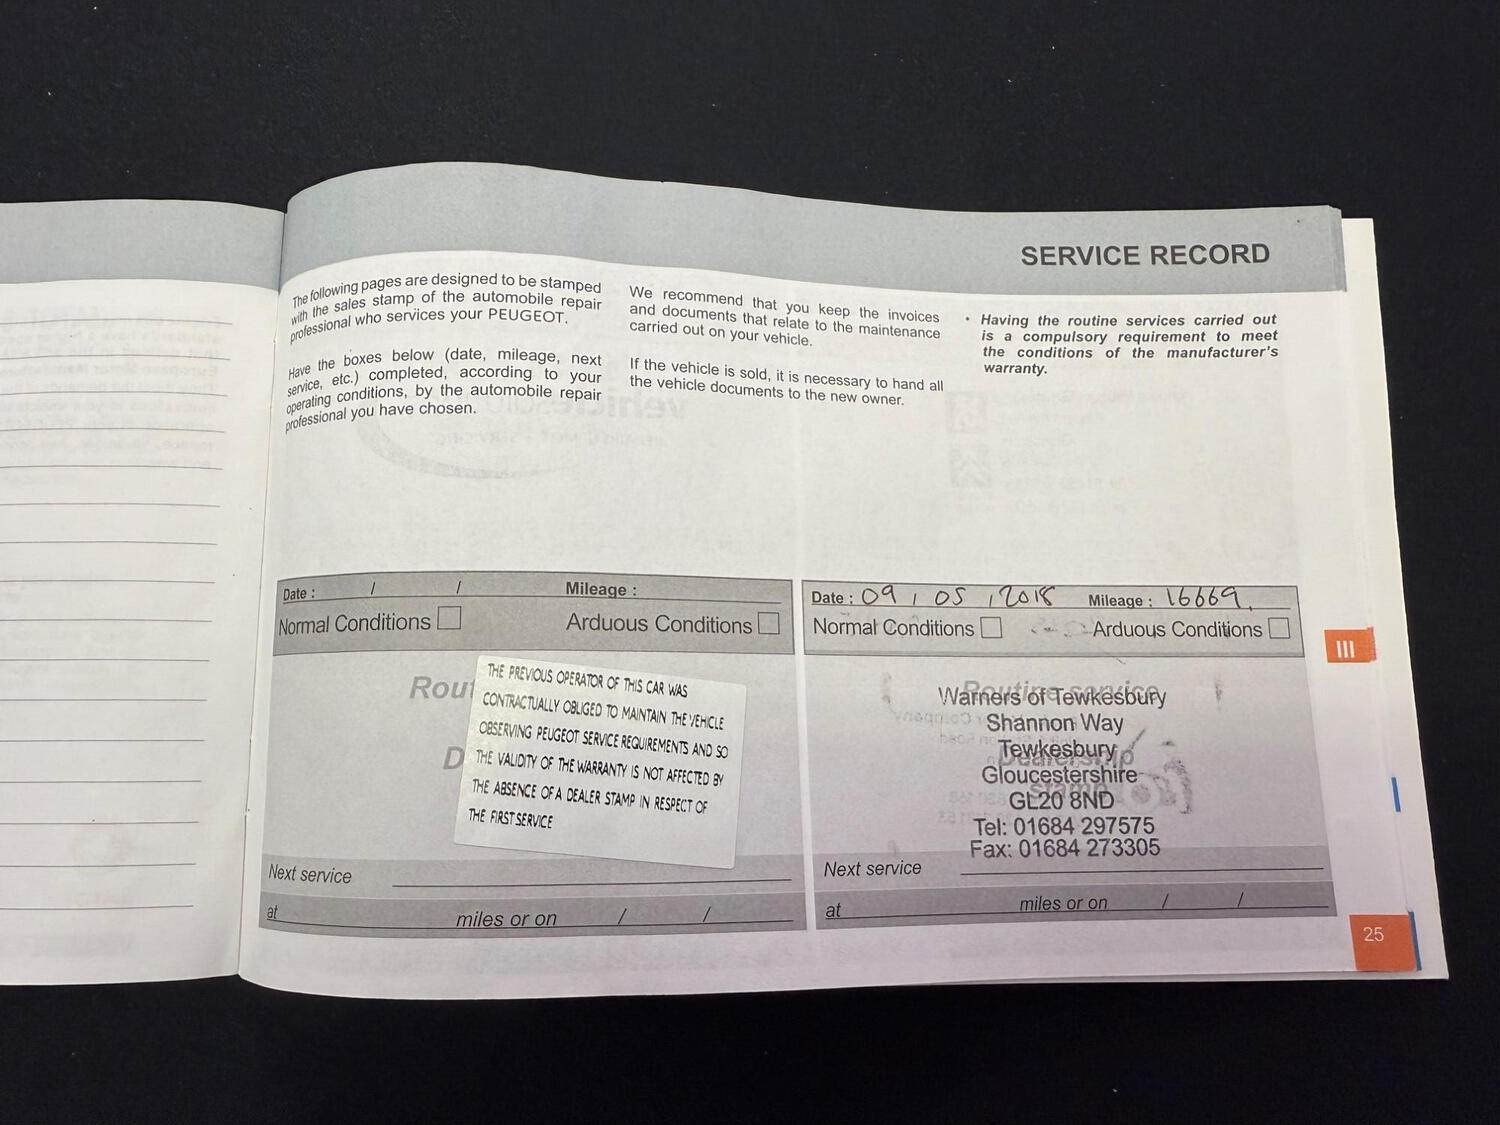 SERVICE RECORD
The following pages are designed to be stamped
with the sales stamp of the automobile repair
professional who services your PEUGEOT.
Have the boxes below (date, mileage, next
service, etc.) completed, according to your
operating conditions, by the automobile repair
professional you have chosen.
We recommend that you keep the invoices
and documents that relate to the maintenance
carried out on your vehicle.
If the vehicle is sold, it is necessary to hand all
the vehicle documents to the new owner.
• Having the routine services carried out
is a compulsory requirement to meet
the conditions of the manufacturer's
warranty.
Date : / / Mileage :
Normal Conditions Arduous Conditions
THE PREVIOUS OPERATOR OF THIS CAR WAS
CONTRACTUALLY OBLIGED TO MAINTAIN THE VEHICLE
OBSERVING PEUGEOT SERVICE REQUIREMENTS AND SO
THE VALIDITY OF THE WARRANTY IS NOT AFFECTED BY
THE ABSENCE OF A DEALER STAMP IN RESPECT OF
THE FIRST SERVICE
Next service
at miles or on / /
Date : 09 / 05 / 2018 Mileage : 16669
Normal Conditions Arduous Conditions
Routine service
Warners of Tewkesbury
Shannon Way
Tewkesbury
Dealership
Gloucestershire
stamp
GL20 8ND
Tel: 01684 297575
Fax: 01684 273305
Next service
at miles or on / /
III
25